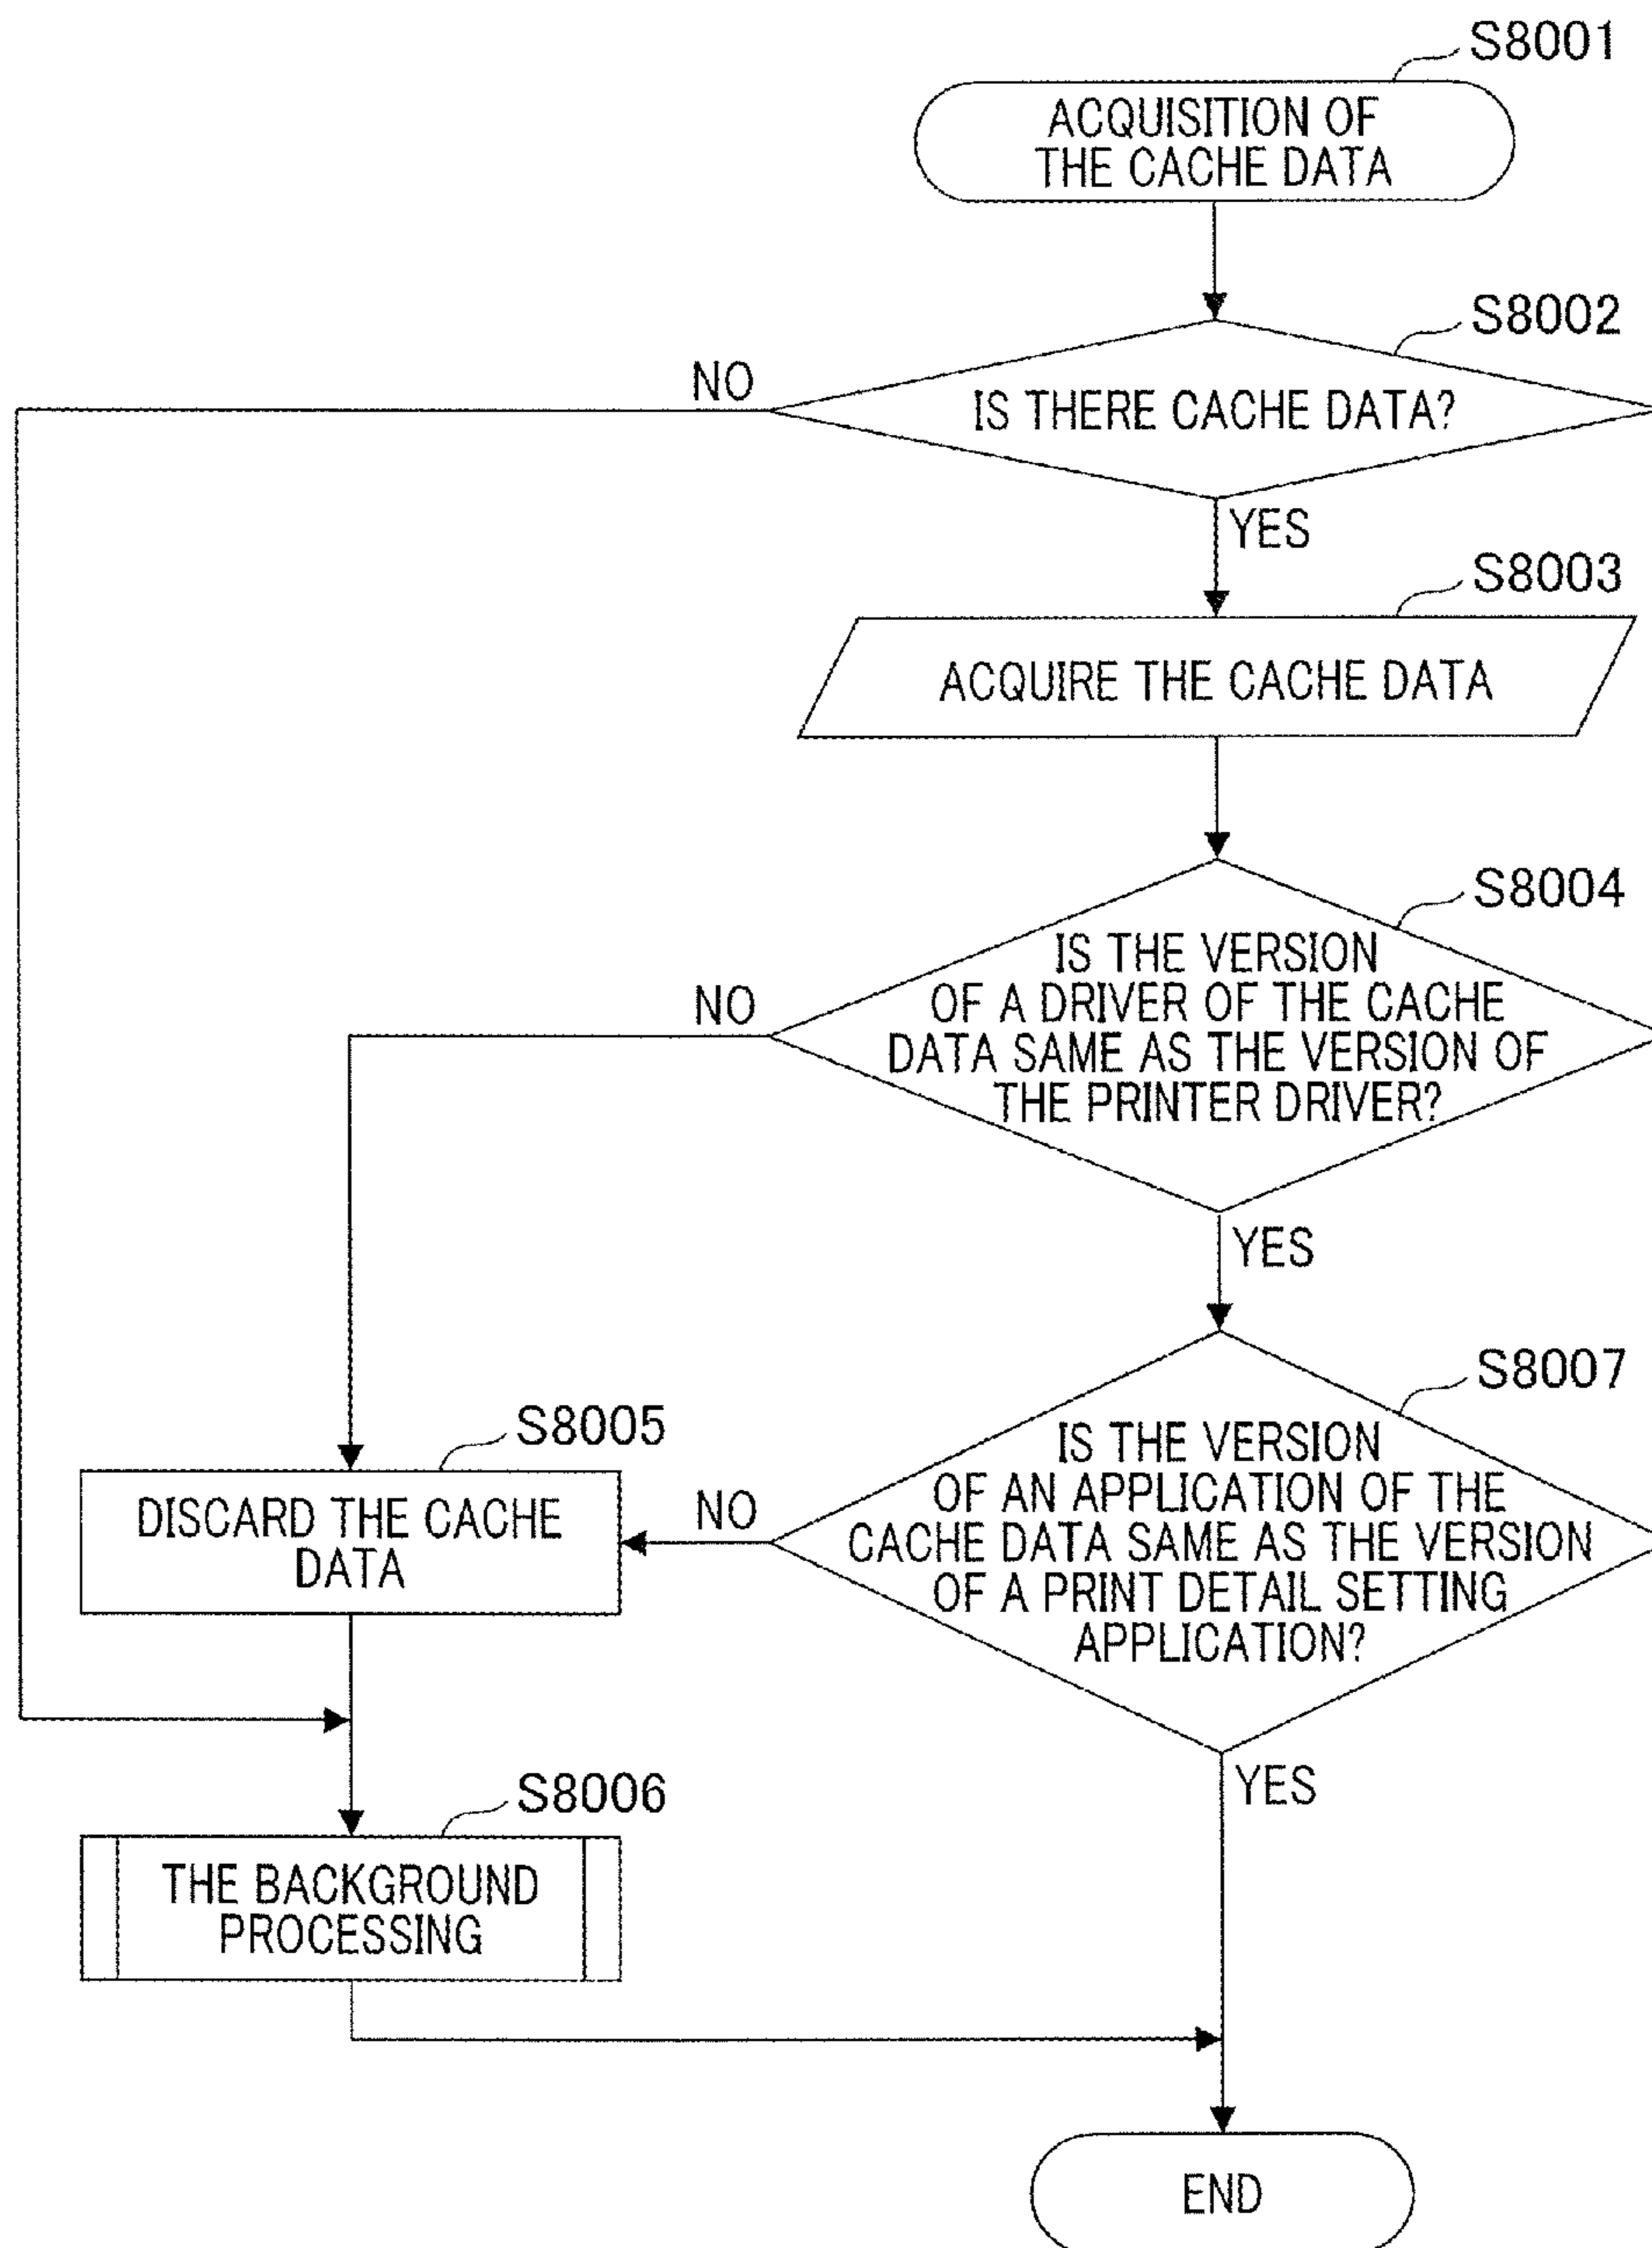 S8001
ACQUISITION OF
THE CACHE DATA
S8002
NO
IS THERE CACHE DATA?
YES
S8003
ACQUIRE THE CACHE DATA
S8004
NO
IS THE VERSION
OF A DRIVER OF THE CACHE
DATA SAME AS THE VERSION OF
THE PRINTER DRIVER?
YES
S8007
IS THE VERSION
OF AN APPLICATION OF THE
CACHE DATA SAME AS THE VERSION
OF A PRINT DETAIL SETTING
APPLICATION?
NO
S8005
DISCARD THE CACHE
DATA
YES
S8006
THE BACKGROUND
PROCESSING
END